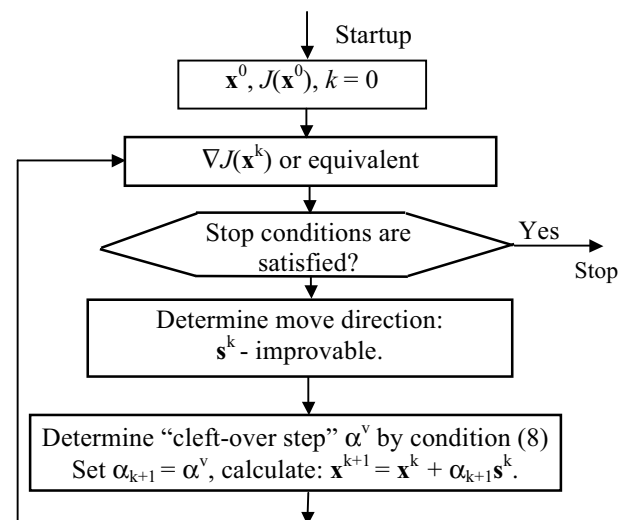 Startup
x⁰, J(x⁰), k = 0
∇J(xᵏ) or equivalent
Stop conditions are
satisfied?
Yes
Stop
Determine move direction:
sᵏ - improvable.
Determine “cleft-over step” αᵛ by condition (8)
Set αₖ₊₁ = αᵛ, calculate: xᵏ⁺¹ = xᵏ + αₖ₊₁sᵏ.